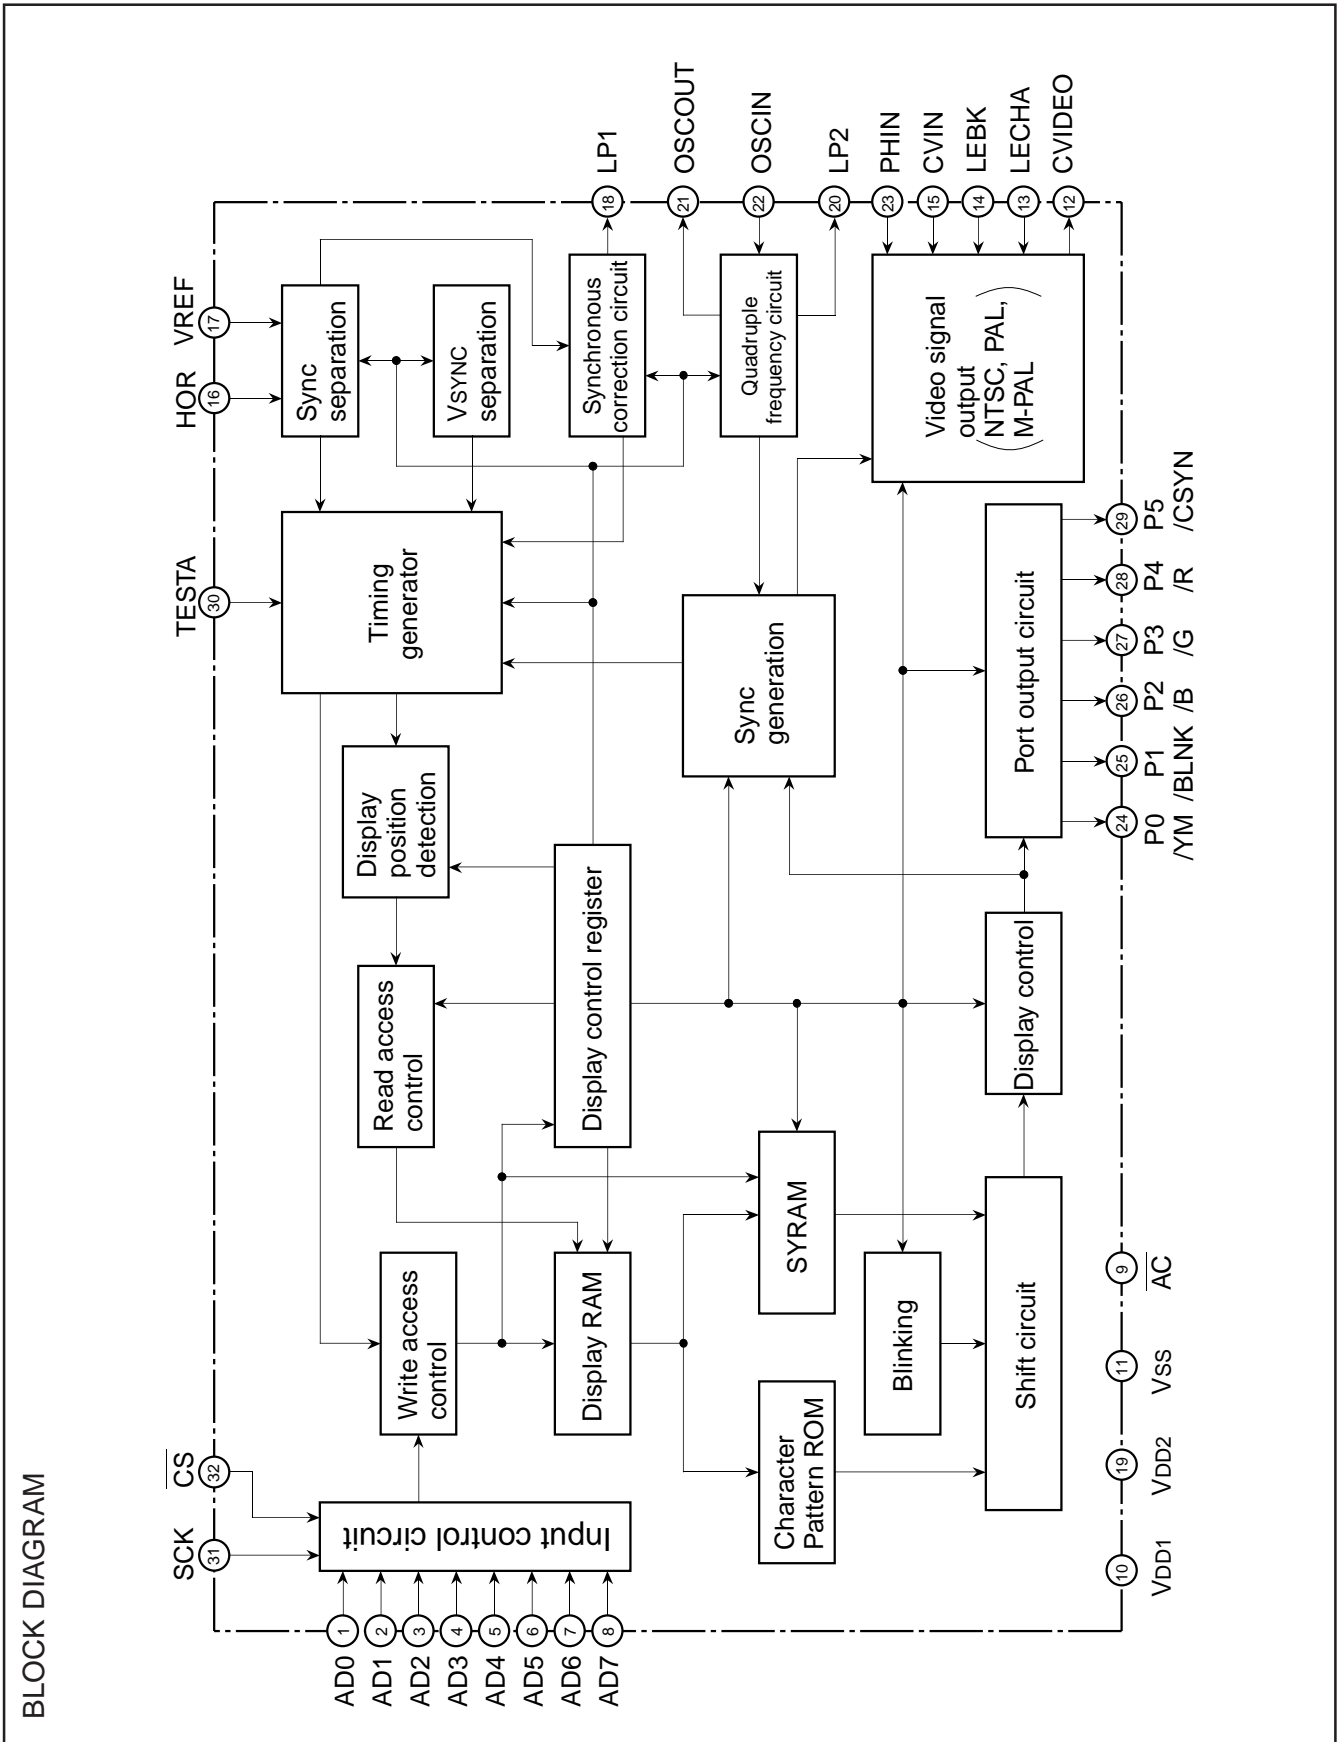 BLOCK DIAGRAM
SCK
31
CS
32
TESTA
30
HOR
16
VREF
17
AD0
1
AD1
2
AD2
3
AD3
4
AD4
5
AD5
6
AD6
7
AD7
8
Input control circuit
Write access
control
Read access
control
Display
position
detection
Timing
generator
Sync
separation
VSYNC
separation
Display RAM
Display control register
Synchronous
correction circuit
Character
Pattern ROM
SYRAM
Sync
generation
Quadruple
frequency circuit
Blinking
Video signal
output
(NTSC, PAL,
M-PAL)
Shift circuit
Display control
Port output circuit
18
LP1
21
OSCOUT
22
OSCIN
20
LP2
23
PHIN
15
CVIN
14
LEBK
13
LECHA
12
CVIDEO
10
VDD1
19
VDD2
11
VSS
9
AC
24
P0
/YM
25
P1
/BLNK
26
P2
/B
27
P3
/G
28
P4
/R
29
P5
/CSYN